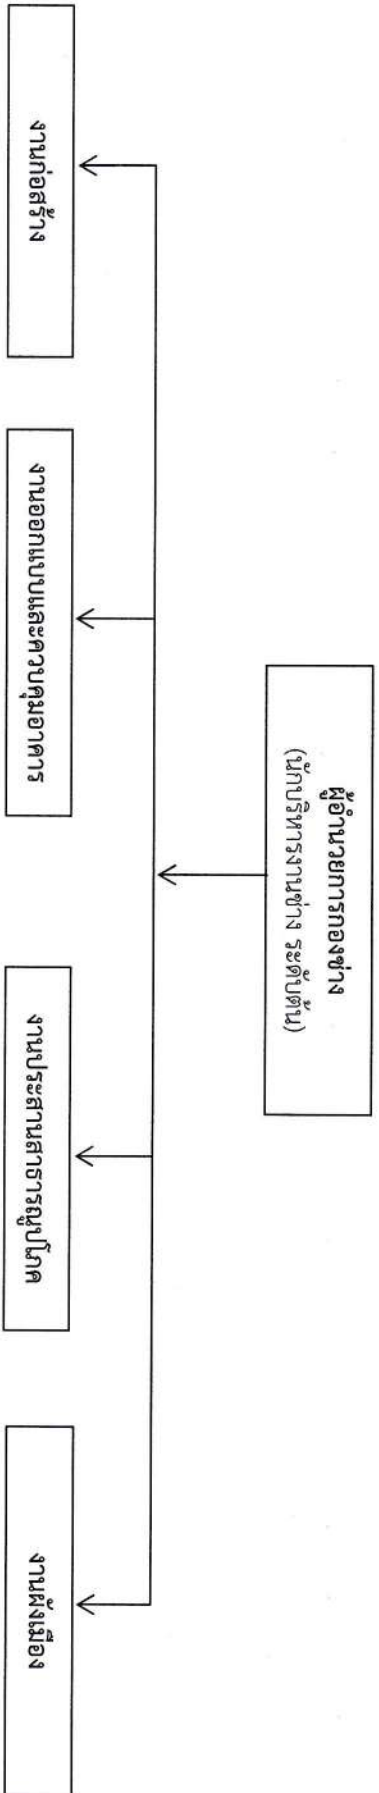 ผู้อำนวยการกองช่าง
(นักบริหารงานช่าง ระดับต้น)
งานก่อสร้าง
งานออกแบบและควบคุมอาคาร
งานประสานสาธารณูปโภค
งานผังเมือง